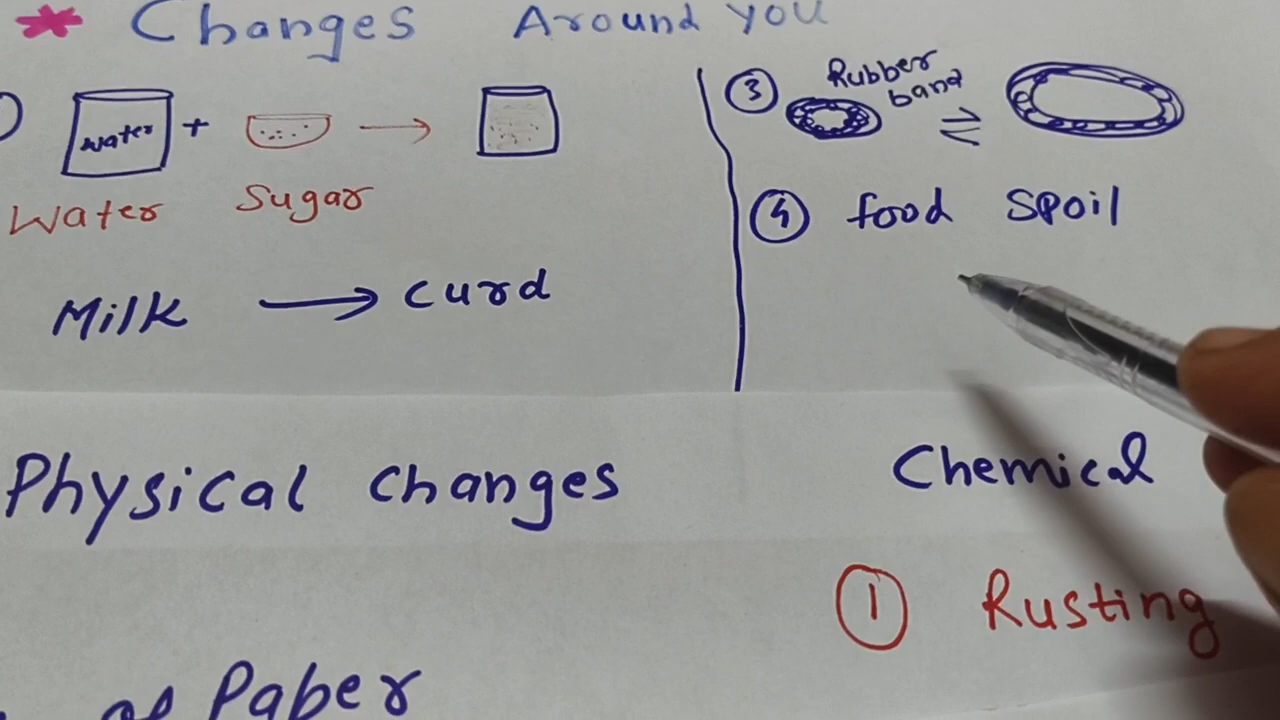 * Changes Around you
water + → 
Water Sugar
Milk → Curd
③ Rubber band ⇌
④ food spoil
Physical changes
Chemical
① Rusting
of Paper